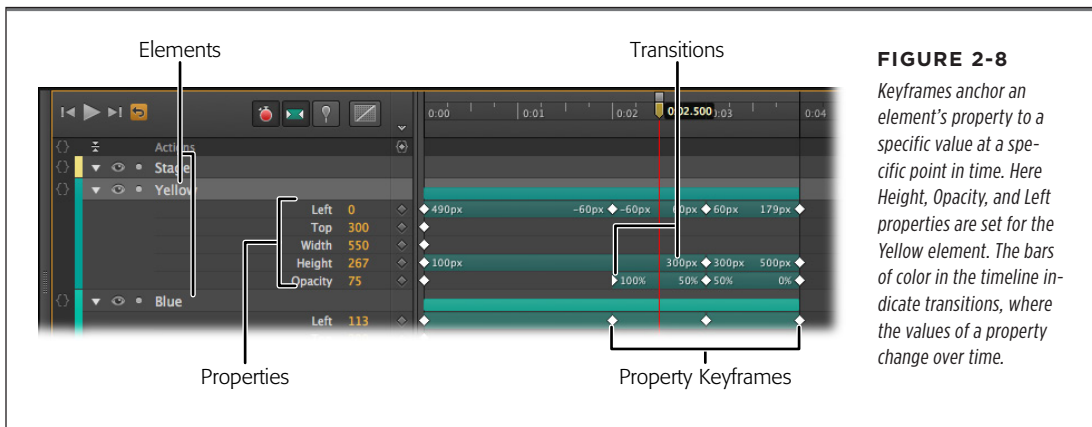 Elements
Transitions
FIGURE 2-8
Keyframes anchor an
element's property to a
specific value at a spe-
cific point in time. Here
Height, Opacity, and Left
properties are set for the
Yellow element. The bars
of color in the timeline in-
dicate transitions, where
the values of a property
change over time.
0:00 0:01 0:02 0:02.500 0:03 0:04
Actions
Stage
Yellow
Left 0 490px -60px -60px 60px 60px 179px
Top 300
Width 550
Height 267 100px 300px 300px 500px
Opacity 75 100% 50% 50% 0%
Blue
Left 113
Properties
Property Keyframes